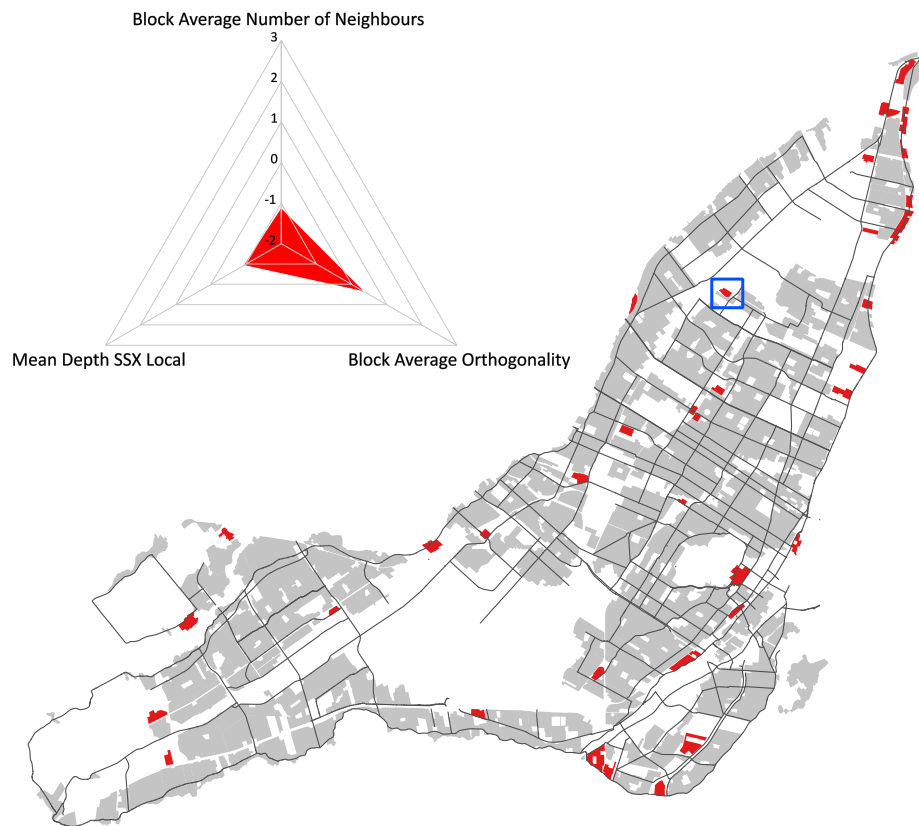 Block Average Number of Neighbours
3
2
1
0
-1
-2
Mean Depth SSX Local
Block Average Orthogonality